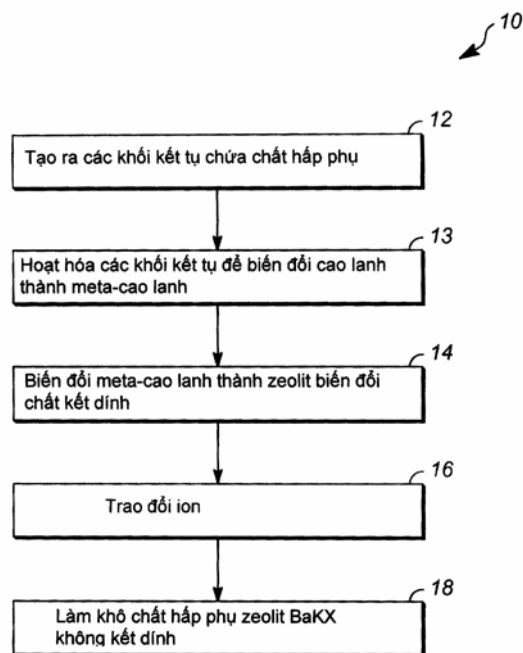 10
12
Tạo ra các khối kết tụ chứa chất hấp phụ
13
Hoạt hóa các khối kết tụ để biến đổi cao lanh
thành meta-cao lanh
14
Biến đổi meta-cao lanh thành zeolit biến đổi
chất kết dính
16
Trao đổi ion
18
Làm khô chất hấp phụ zeolit BaKX
không kết dính